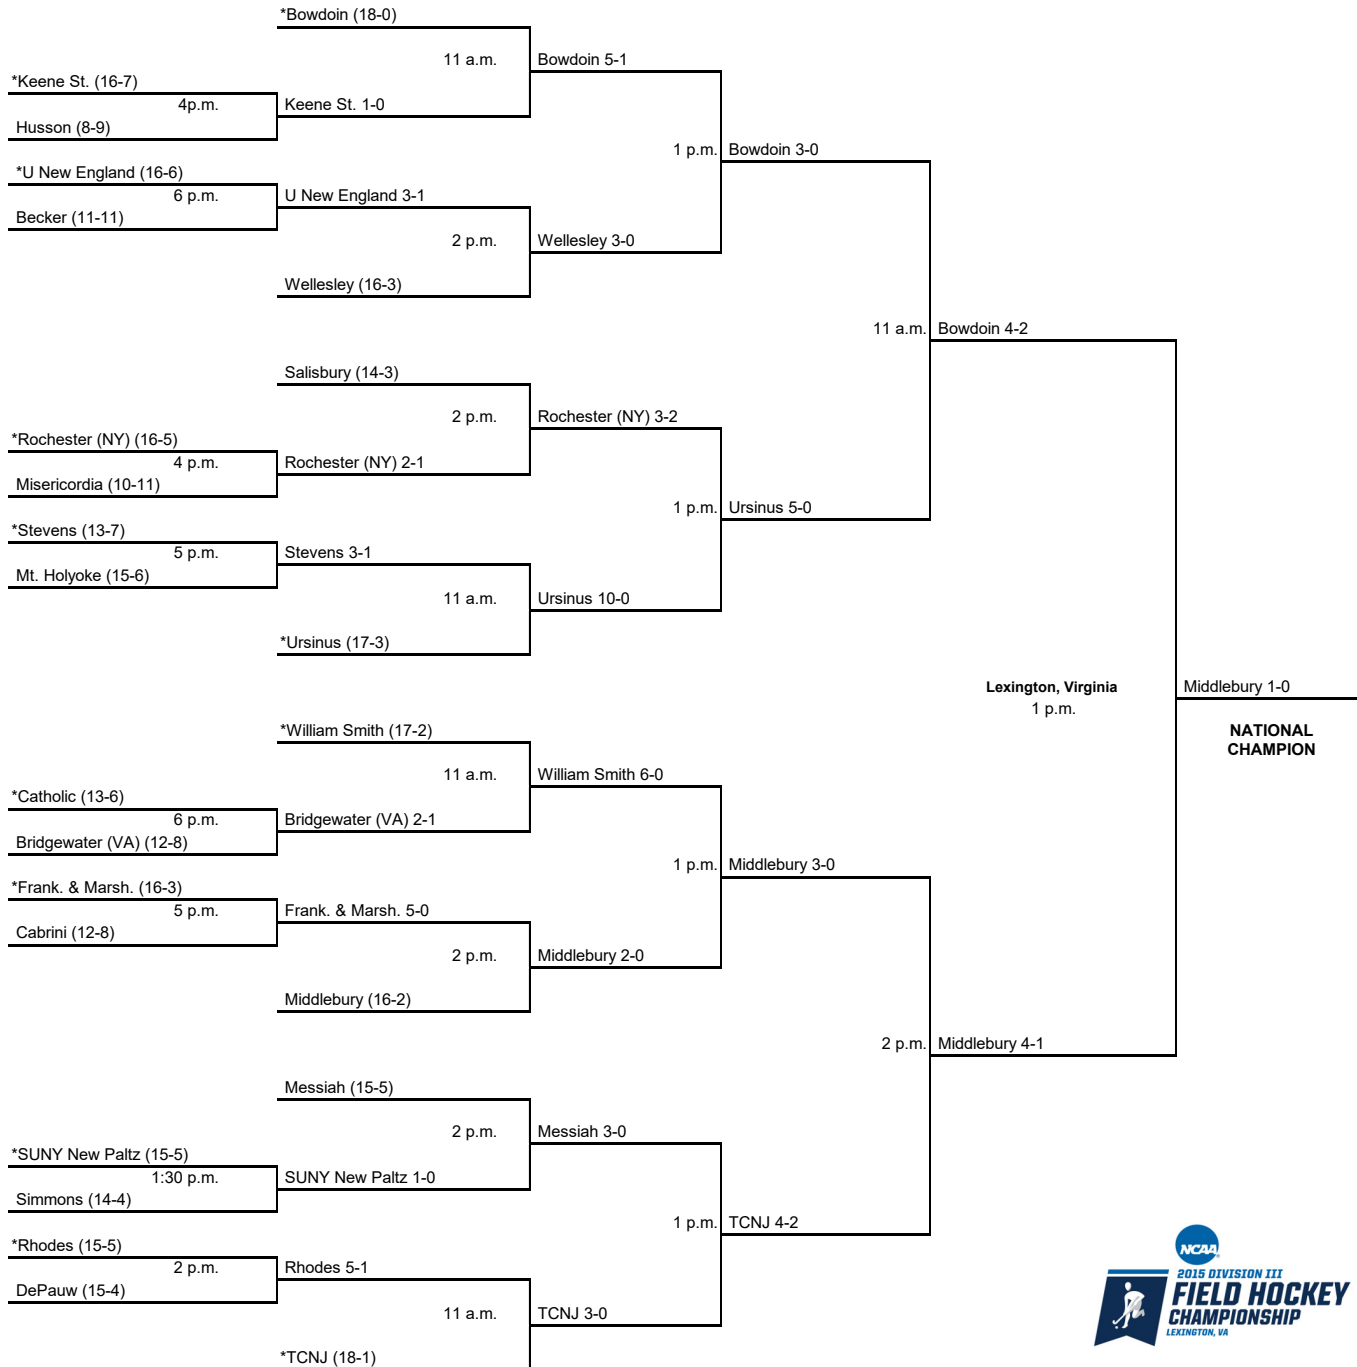 *Bowdoin (18-0)
11 a.m.
Bowdoin 5-1
*Keene St. (16-7)
4p.m.
Keene St. 1-0
Husson (8-9)
1 p.m.
Bowdoin 3-0
*U New England (16-6)
6 p.m.
U New England 3-1
Becker (11-11)
2 p.m.
Wellesley 3-0
Wellesley (16-3)
11 a.m.
Bowdoin 4-2
Salisbury (14-3)
2 p.m.
Rochester (NY) 3-2
*Rochester (NY) (16-5)
4 p.m.
Rochester (NY) 2-1
Misericordia (10-11)
1 p.m.
Ursinus 5-0
*Stevens (13-7)
5 p.m.
Stevens 3-1
Mt. Holyoke (15-6)
11 a.m.
Ursinus 10-0
*Ursinus (17-3)
Lexington, Virginia
1 p.m.
Middlebury 1-0
NATIONAL
CHAMPION
*William Smith (17-2)
11 a.m.
William Smith 6-0
*Catholic (13-6)
6 p.m.
Bridgewater (VA) 2-1
Bridgewater (VA) (12-8)
1 p.m.
Middlebury 3-0
*Frank. & Marsh. (16-3)
5 p.m.
Frank. & Marsh. 5-0
Cabrini (12-8)
2 p.m.
Middlebury 2-0
Middlebury (16-2)
2 p.m.
Middlebury 4-1
Messiah (15-5)
2 p.m.
Messiah 3-0
*SUNY New Paltz (15-5)
1:30 p.m.
SUNY New Paltz 1-0
Simmons (14-4)
1 p.m.
TCNJ 4-2
*Rhodes (15-5)
2 p.m.
Rhodes 5-1
DePauw (15-4)
11 a.m.
TCNJ 3-0
*TCNJ (18-1)
NCAA
2015 DIVISION III
FIELD HOCKEY
CHAMPIONSHIP
LEXINGTON, VA